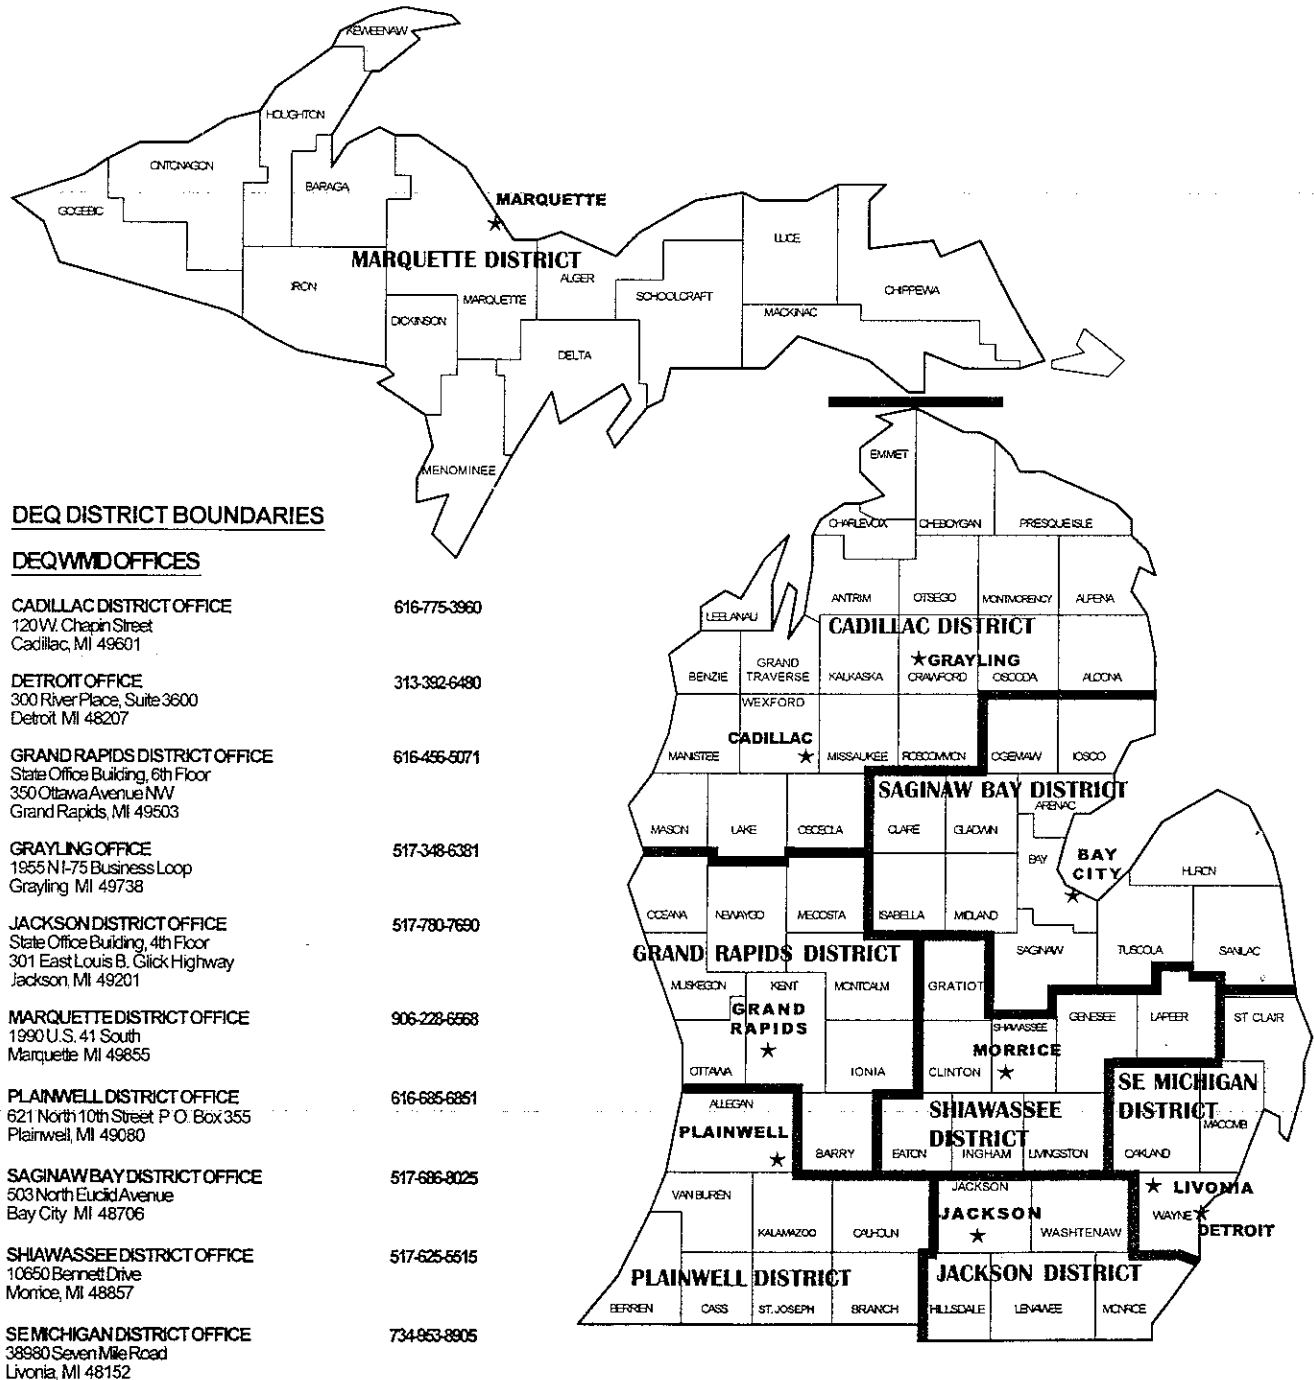 KEWEENAW
HOUGHTON
ONTONAGON
BARAGA
GOGEBIC
MARQUETTE
MARQUETTE DISTRICT
LUCE
ALGER
IRON
CHIPPEWA
SCHOOLCRAFT
MARQUETTE
MACKINAC
DICKINSON
DELTA
MENOMINEE
EMMET
CHARLEVOIX
CHEBOYGAN
PRESQUE ISLE
ANTRIM
OTSEGO
MONTMORENCY
ALPENA
LEELANAU
CADILLAC DISTRICT
GRAYLING
BENZIE
GRAND
TRAVERSE
KALKASKA
CRAWFORD
OSCODA
ALCONA
WEXFORD
CADILLAC
MANISTEE
MISSAUKEE
ROSCOMMON
OGEMAW
IOSCO
SAGINAW BAY DISTRICT
ARENAC
MASON
LAKE
OSCEOLA
CLARE
GLADWIN
BAY
BAY
CITY
HURON
OCEANA
NEWAYGO
MECOSTA
ISABELLA
MIDLAND
SAGINAW
TUSCOLA
SANILAC
GRAND RAPIDS DISTRICT
MUSKEGON
KENT
MONTCALM
GRATIOT
GRAND
RAPIDS
SHIAWASSEE
GENESEE
LAPEER
ST CLAIR
MORRICE
OTTAWA
IONIA
CLINTON
SE MICHIGAN
DISTRICT
ALLEGAN
PLAINWELL
SHIAWASSEE
DISTRICT
MACOMB
BARRY
EATON
INGHAM
LIVINGSTON
OAKLAND
VAN BUREN
JACKSON
LIVONIA
JACKSON
WAYNE
DETROIT
KALAMAZOO
CALHOUN
WASHTENAW
PLAINWELL DISTRICT
JACKSON DISTRICT
BERRIEN
CASS
ST. JOSEPH
BRANCH
HILLSDALE
LENAWEE
MONROE
DEQ DISTRICT BOUNDARIES
DEQ WMD OFFICES
CADILLAC DISTRICT OFFICE 616-775-3960
120 W. Chapin Street
Cadillac, MI 49601
DETROIT OFFICE 313-392-6480
300 River Place, Suite 3600
Detroit MI 48207
GRAND RAPIDS DISTRICT OFFICE 616-456-5071
State Office Building, 6th Floor
350 Ottawa Avenue NW
Grand Rapids, MI 49503
GRAYLING OFFICE 517-348-6381
1955 N I-75 Business Loop
Grayling MI 49738
JACKSON DISTRICT OFFICE 517-780-7690
State Office Building, 4th Floor
301 East Louis B. Glick Highway
Jackson, MI 49201
MARQUETTE DISTRICT OFFICE 906-228-6568
1990 U.S. 41 South
Marquette MI 49855
PLAINWELL DISTRICT OFFICE 616-685-6851
621 North 10th Street P O. Box 355
Plainwell, MI 49080
SAGINAW BAY DISTRICT OFFICE 517-686-8025
503 North Euclid Avenue
Bay City MI 48706
SHIAWASSEE DISTRICT OFFICE 517-625-5515
10650 Bennett Drive
Morrice, MI 48857
SE MICHIGAN DISTRICT OFFICE 734-953-8905
38980 Seven Mile Road
Livonia, MI 48152